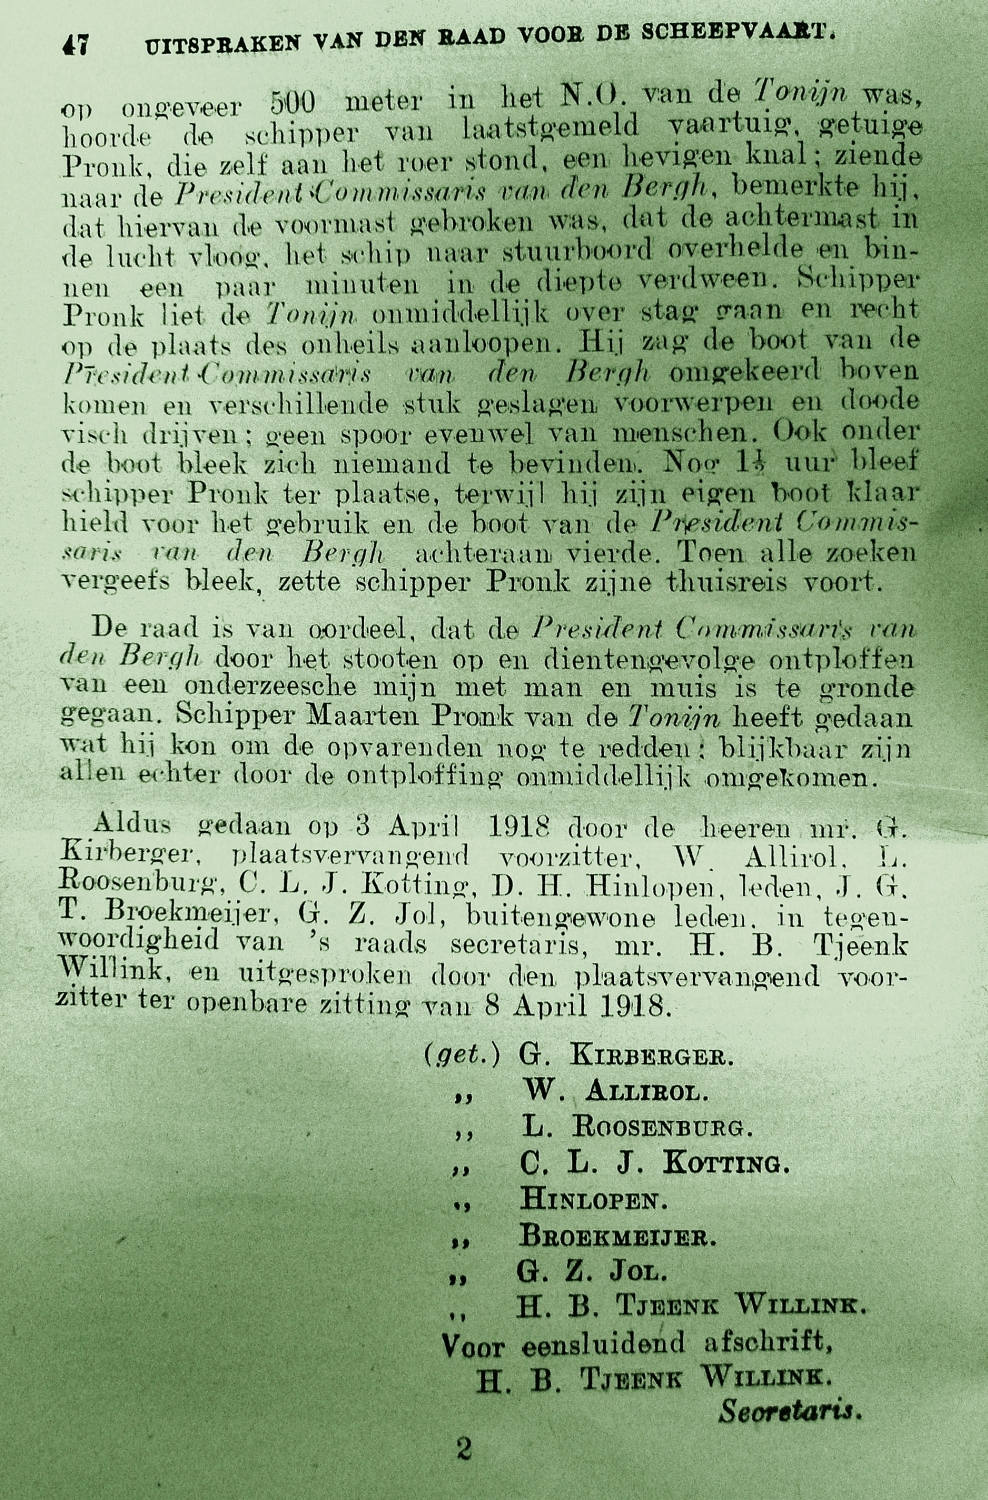 47 UITSPRAKEN VAN DEN RAAD VOOR DE SCHEEPVAART.
op ongeveer 500 meter in het N.O. van de Tonijn was,
hoorde de schipper van laatstgemeld vaartuig, getuige
Pronk, die zelf aan het roer stond, een hevigen knal; ziende
naar de President-Commissaris van den Bergh, bemerkte hij,
dat hiervan de voormast gebroken was, dat de achtermast in
de lucht vloog, het schip naar stuurboord overhelde en bin-
nen een paar minuten in de diepte verdween. Schipper
Pronk liet de Tonijn onmiddellijk over stag gaan en recht
op de plaats des onheils aanloopen. Hij zag de boot van de
President-Commissaris van den Bergh omgekeerd boven
komen en verschillende stuk geslagen voorwerpen en doode
visch drijven; geen spoor evenwel van menschen. Ook onder
de boot bleek zich niemand te bevinden. Nog 1½ uur bleef
schipper Pronk ter plaatse, terwijl hij zijn eigen boot klaar
hield voor het gebruik en de boot van de President Commis-
saris van den Bergh achteraan vierde. Toen alle zoeken
vergeefs bleek, zette schipper Pronk zijne thuisreis voort.
De raad is van oordeel, dat de President Commissaris van
den Bergh door het stooten op en dientengevolge ontploffen
van een onderzeesche mijn met man en muis is te gronde
gegaan. Schipper Maarten Pronk van de Tonijn heeft gedaan
wat hij kon om de opvarenden nog te redden; blijkbaar zijn
allen echter door de ontploffing onmiddellijk omgekomen.
Aldus gedaan op 3 April 1918 door de heeren mr. G.
Kirberger, plaatsvervangend voorzitter, W. Allirol, L.
Roosenburg, C. L. J. Kotting, D. H. Hinlopen, leden, J. G.
T. Broekmeijer, G. Z. Jol, buitengewone leden, in tegen-
woordigheid van 's raads secretaris, mr. H. B. Tjeenk
Willink, en uitgesproken door den plaatsvervangend voor-
zitter ter openbare zitting van 8 April 1918.
(get.) G. KIRBERGER.
„ W. ALLIROL.
„ L. ROOSENBURG.
„ C. L. J. KOTTING.
„ HINLOPEN.
„ BROEKMEIJER.
„ G. Z. JOL.
„ H. B. TJEENK WILLINK.
Voor eensluidend afschrift,
H. B. TJEENK WILLINK.
Secretaris.
2